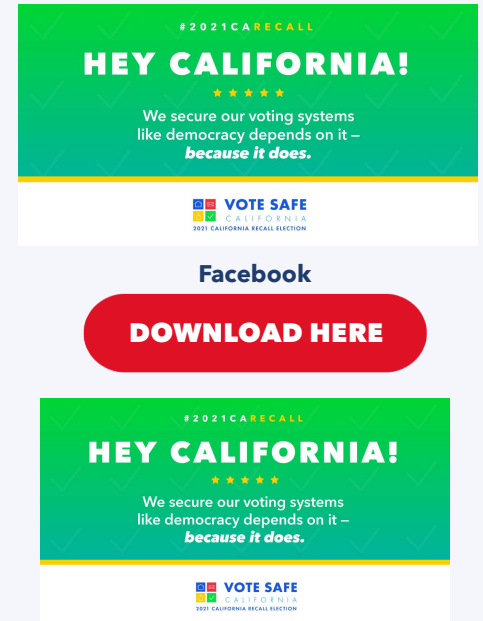 #2021CARECALL
HEY CALIFORNIA!
We secure our voting systems
like democracy depends on it –
because it does.
VOTE SAFE
CALIFORNIA
2021 CALIFORNIA RECALL ELECTION
Facebook
DOWNLOAD HERE
#2021CARECALL
HEY CALIFORNIA!
We secure our voting systems
like democracy depends on it –
because it does.
VOTE SAFE
CALIFORNIA
2021 CALIFORNIA RECALL ELECTION